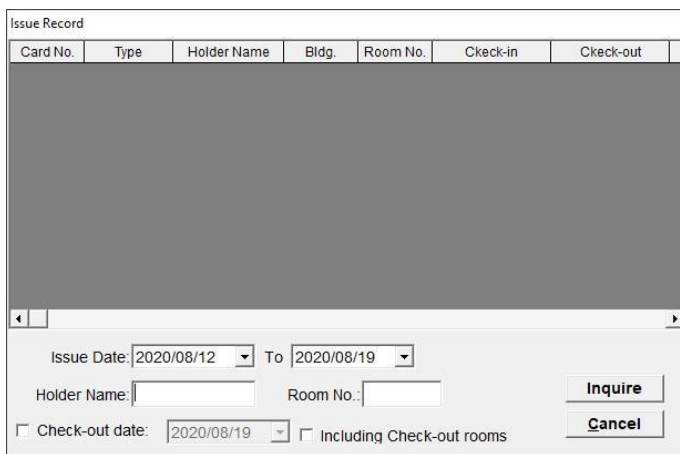 Issue Record
Card No. Type Holder Name Bldg. Room No. Ckeck-in Ckeck-out
Issue Date: 2020/08/12 To 2020/08/19
Holder Name: Room No.: Inquire
Check-out date: 2020/08/19 Including Check-out rooms Cancel